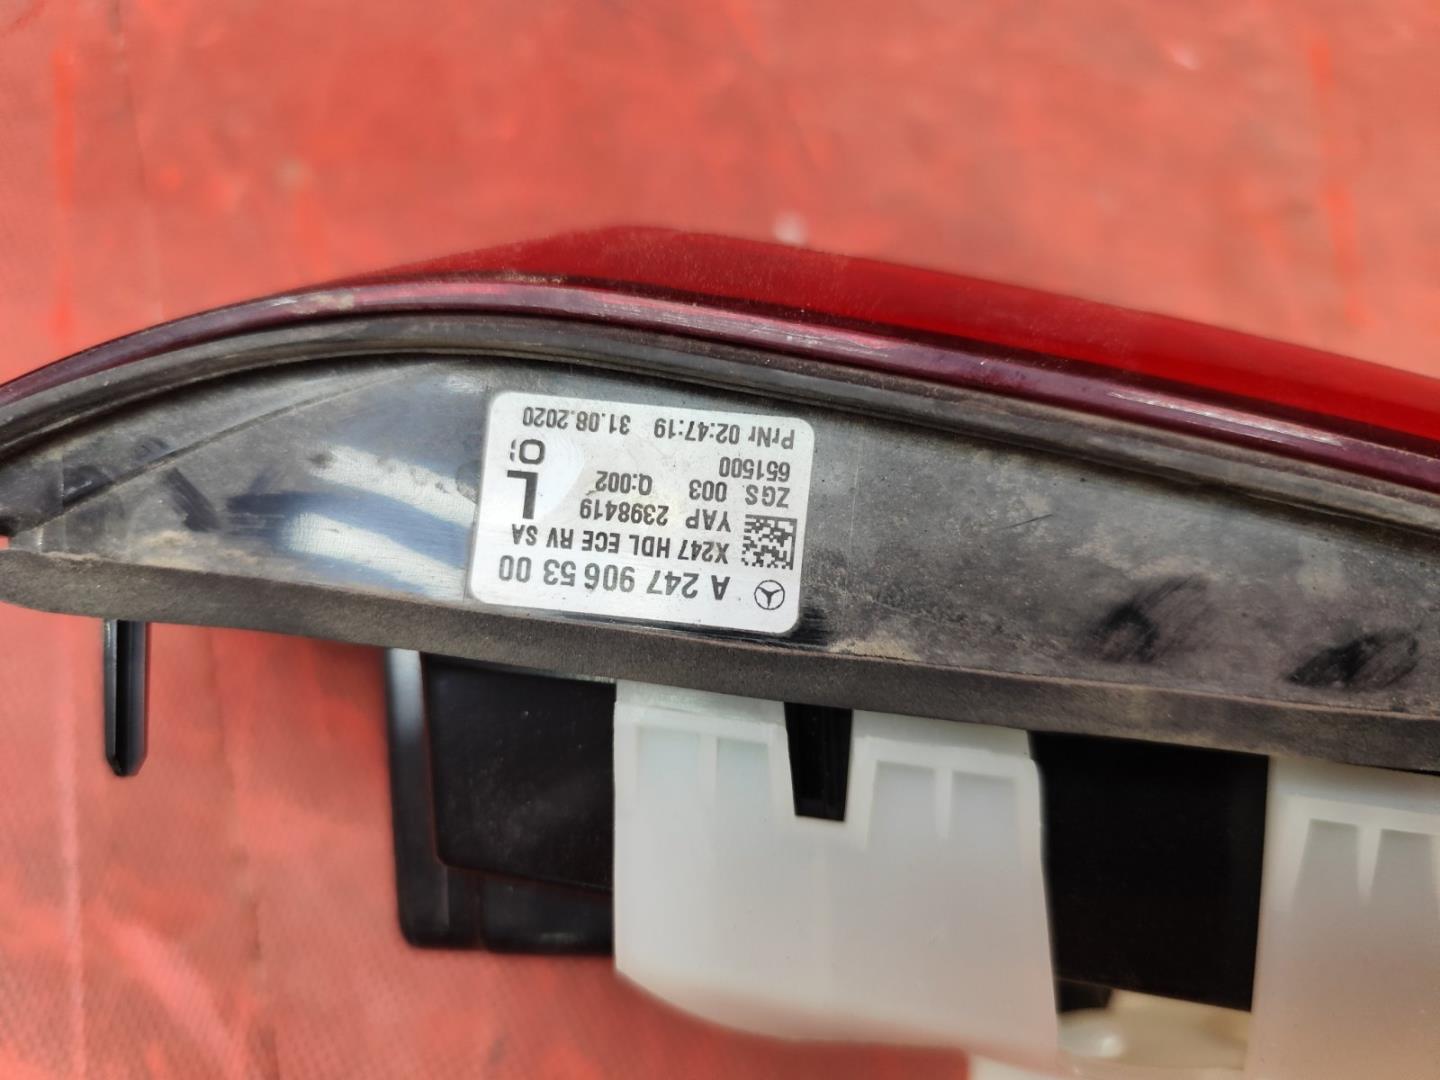 A 247 906 53 00
X247 HDL ECE RV SA
YAP 2398419
ZGS 003 Q:002
651500
L
PrNr 02:47:19 31.08.2020